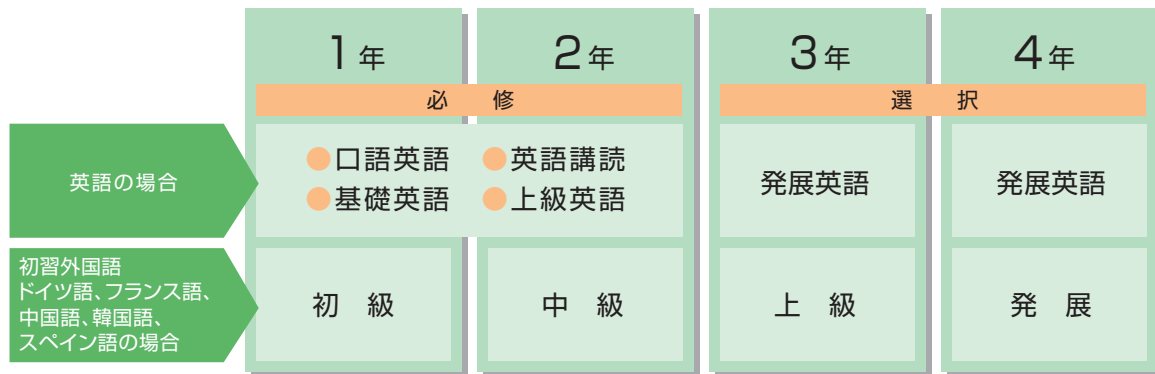 1年 2年 3年 4年
必修 選択
英語の場合
●口語英語 ●英語講読
●基礎英語 ●上級英語
発展英語 発展英語
初習外国語
ドイツ語、フランス語、
中国語、韓国語、
スペイン語の場合
初級 中級 上級 発展